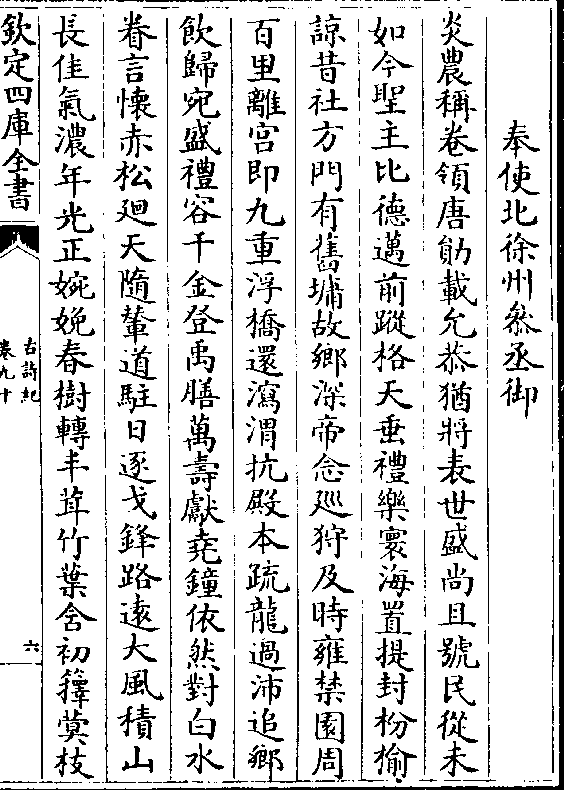 奉使北徐州叅丞御
炎農稱卷領唐勛載允恭猶將表世盛尚且號民從未
如今聖主比德邁前蹤格天垂禮樂寰海置提封枌榆
諒昔社方門有舊墉故鄉深帝念廵狩及時雍禁園周
百里離宮即九重浮橋還瀉渭抗殿本疏龍過沛追鄉
飲歸宛盛禮容千金登禹膳萬壽獻堯鐘依然對白水
眷言懷赤松廻天隨輦道駐日逐戈鋒路逺大風積山
長佳氣濃年光正婉娩春樹轉丰茸竹葉含初籜蓂枝
欽定四庫全書
古詩紀
卷九十
六